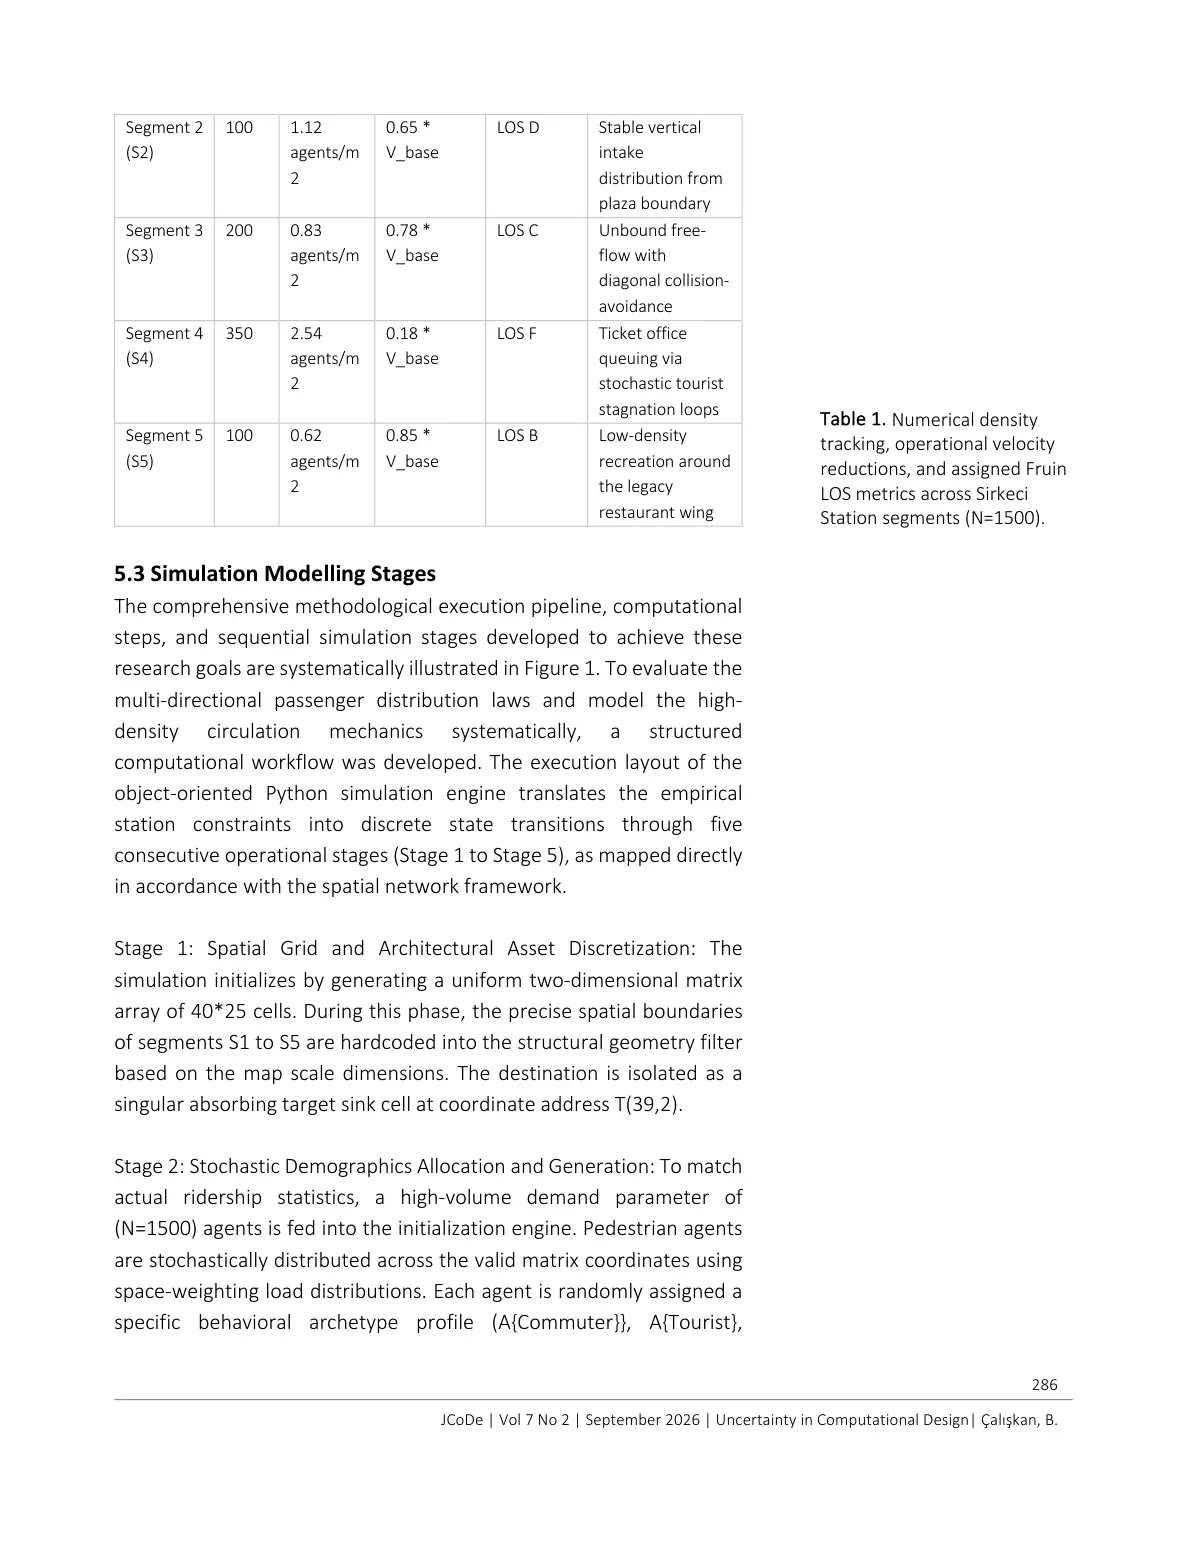 Segment 2 100 1.12 0.65 * LOS D Stable vertical
(S2) agents/m V_base intake
2 distribution from
plaza boundary
Segment 3 200 0.83 0.78 * LOS C Unbound free-
(S3) agents/m V_base flow with
2 diagonal collision-
avoidance
Segment 4 350 2.54 0.18 * LOS F Ticket office
(S4) agents/m V_base queuing via
2 stochastic tourist
stagnation loops
Segment 5 100 0.62 0.85 * LOS B Low-density
(S5) agents/m V_base recreation around
2 the legacy
restaurant wing
Table 1. Numerical density
tracking, operational velocity
reductions, and assigned Fruin
LOS metrics across Sirkeci
Station segments (N=1500).
5.3 Simulation Modelling Stages
The comprehensive methodological execution pipeline, computational
steps, and sequential simulation stages developed to achieve these
research goals are systematically illustrated in Figure 1. To evaluate the
multi-directional passenger distribution laws and model the high-
density circulation mechanics systematically, a structured
computational workflow was developed. The execution layout of the
object-oriented Python simulation engine translates the empirical
station constraints into discrete state transitions through five
consecutive operational stages (Stage 1 to Stage 5), as mapped directly
in accordance with the spatial network framework.
Stage 1: Spatial Grid and Architectural Asset Discretization: The
simulation initializes by generating a uniform two-dimensional matrix
array of 40*25 cells. During this phase, the precise spatial boundaries
of segments S1 to S5 are hardcoded into the structural geometry filter
based on the map scale dimensions. The destination is isolated as a
singular absorbing target sink cell at coordinate address T(39,2).
Stage 2: Stochastic Demographics Allocation and Generation: To match
actual ridership statistics, a high-volume demand parameter of
(N=1500) agents is fed into the initialization engine. Pedestrian agents
are stochastically distributed across the valid matrix coordinates using
space-weighting load distributions. Each agent is randomly assigned a
specific behavioral archetype profile (A{Commuter}}, A{Tourist},
286
JCoDe | Vol 7 No 2 | September 2026 | Uncertainty in Computational Design| Çalışkan, B.